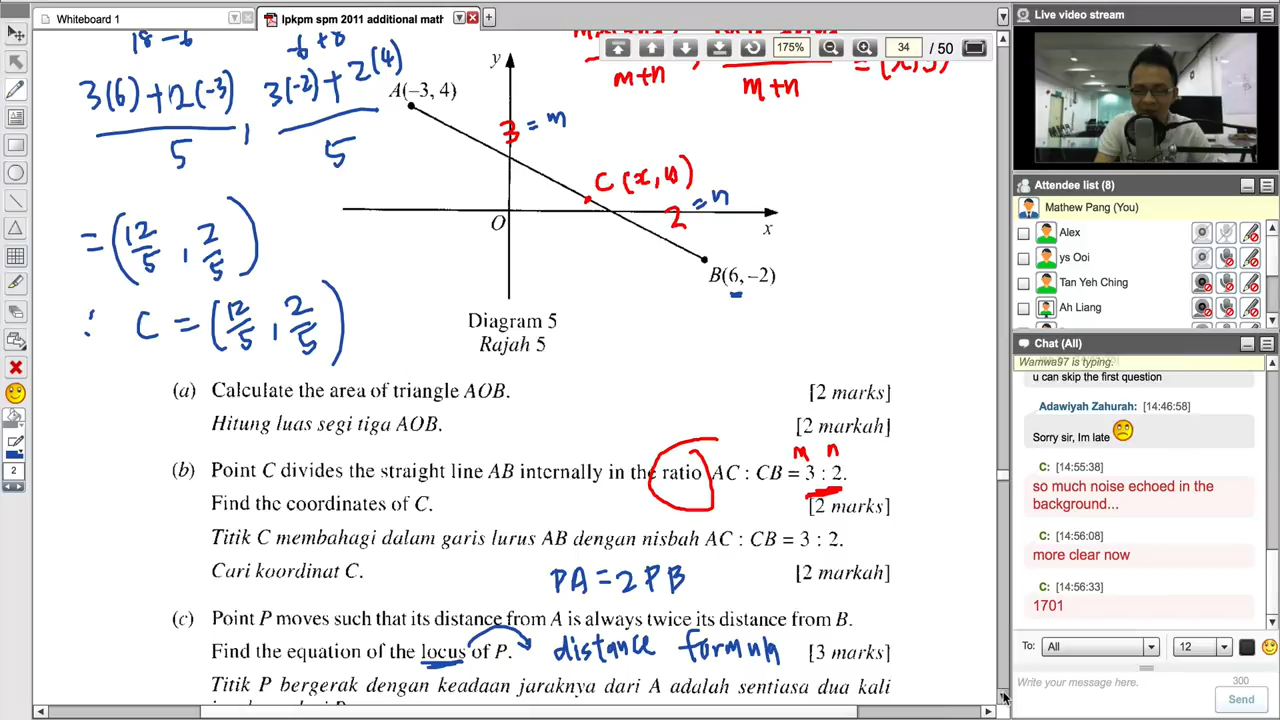 Whiteboard 1
lpkpm spm 2011 additional math
Live video stream
175%
34 / 50
18 - 6
-6 + 8
m+n , m+n = (x, y)
3(6) + 2(-3) , 3(-2) + 2(4)
5 5
y
A(−3, 4)
3 = m
C (x, y)
2 = n
O
x
B(6, −2)
= (12/5 , 2/5)
∴ C = (12/5 , 2/5)
Diagram 5
Rajah 5
(a) Calculate the area of triangle AOB. [2 marks]
Hitung luas segi tiga AOB. [2 markah]
m n
(b) Point C divides the straight line AB internally in the ratio AC : CB = 3 : 2.
Find the coordinates of C. [2 marks]
Titik C membahagi dalam garis lurus AB dengan nisbah AC : CB = 3 : 2.
Cari koordinat C. [2 markah]
PA = 2PB
(c) Point P moves such that its distance from A is always twice its distance from B.
Find the equation of the locus of P. [3 marks]
distance formula
Titik P bergerak dengan keadaan jaraknya dari A adalah sentiasa dua kali
2
Attendee list (8)
Mathew Pang (You)
Alex
ys Ooi
Tan Yeh Ching
Ah Liang
Chat (All)
Wamwa97 is typing.
u can skip the first question
Adawiyah Zahurah: [14:46:58]
Sorry sir, Im late
C: [14:55:38]
so much noise echoed in the
background...
C: [14:56:08]
more clear now
C: [14:56:33]
1701
To: All 12
Write your message here. 300
Send